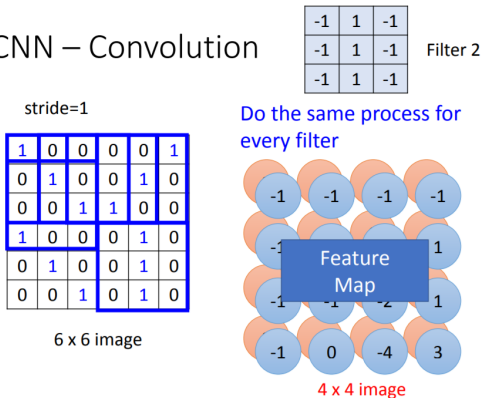 CNN – Convolution
-1 1 -1
-1 1 -1
-1 1 -1
Filter 2
stride=1
Do the same process for
every filter
1 0 0 0 0 1
0 1 0 0 1 0
0 0 1 1 0 0
1 0 0 0 1 0
0 1 0 0 1 0
0 0 1 0 1 0
6 x 6 image
-1 -1 -1 -1
1
Feature
Map
1
-1 0 -4 3
4 x 4 image